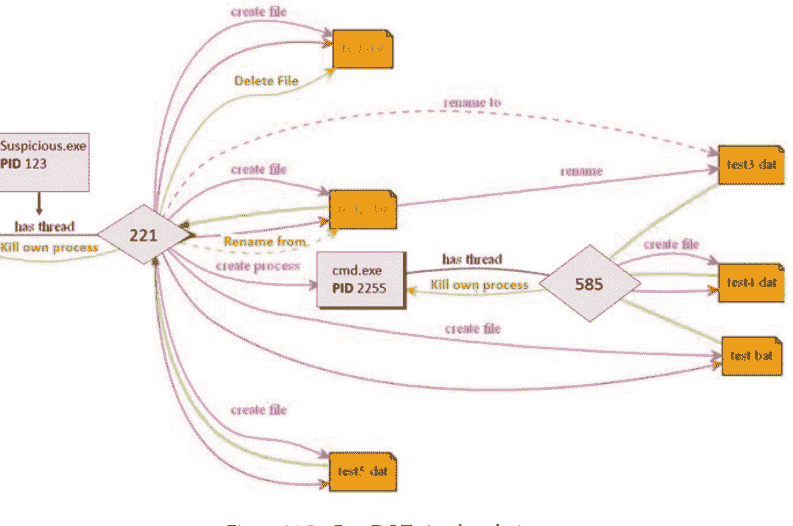 create file
Delete File
rename to
Suspicious.exe
PID 123
create file
rename
test3 dat
has thread
221
Kill own process
Rename from
create process
cmd.exe
PID 2255
has thread
Kill own process
585
create file
test4 dat
create file
test bat
create file
test5 dat